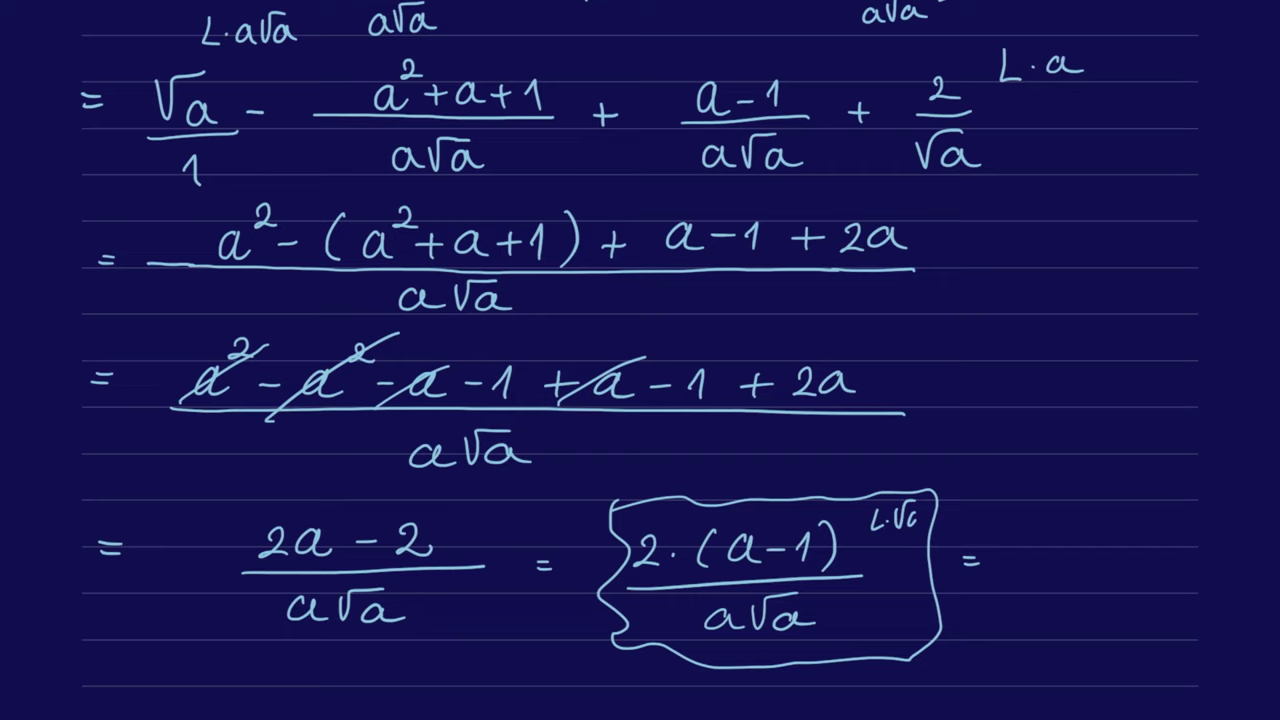 L·a√a a√a a√a
= √a/1 - (a²+a+1)/(a√a) + (a-1)/(a√a) + 2/√a L·a
= (a² - (a²+a+1) + a-1 + 2a)/(a√a)
= (a² - a² - a - 1 + a - 1 + 2a)/(a√a)
= (2a - 2)/(a√a) = (2·(a-1))/(a√a) L·√a =